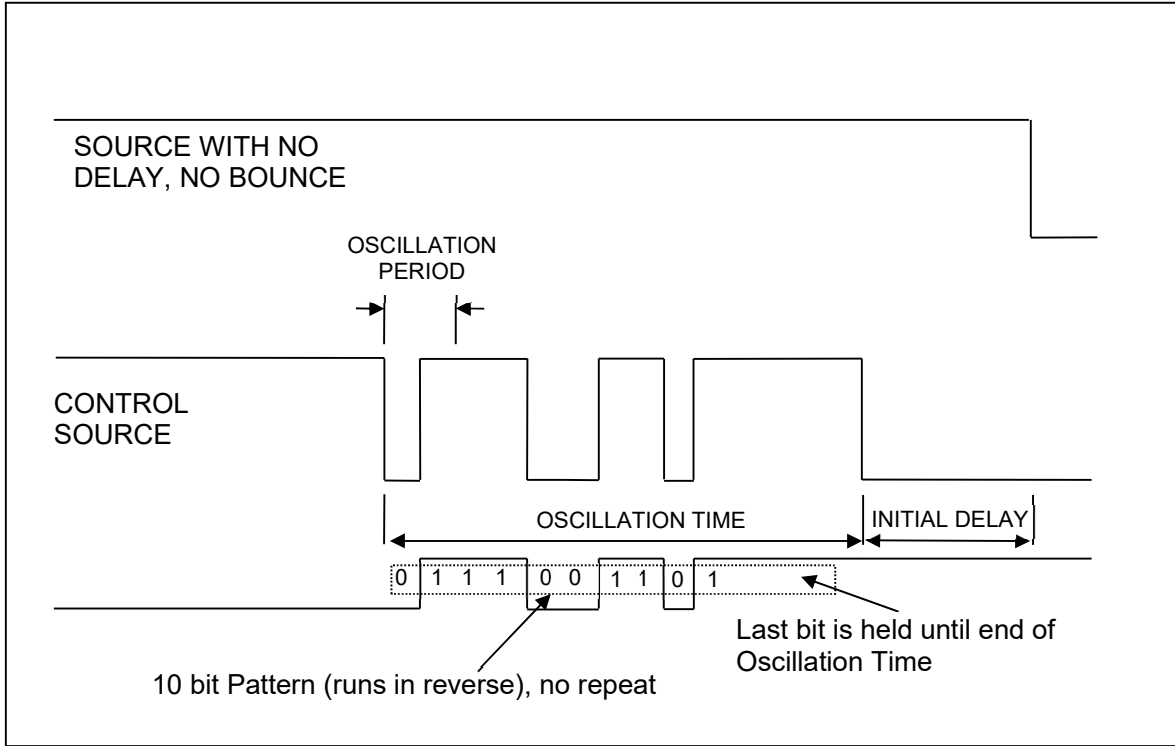 SOURCE WITH NO
DELAY, NO BOUNCE
OSCILLATION
PERIOD
CONTROL
SOURCE
OSCILLATION TIME
INITIAL DELAY
0 1 1 1 0 0 1 1 0 1
Last bit is held until end of
Oscillation Time
10 bit Pattern (runs in reverse), no repeat